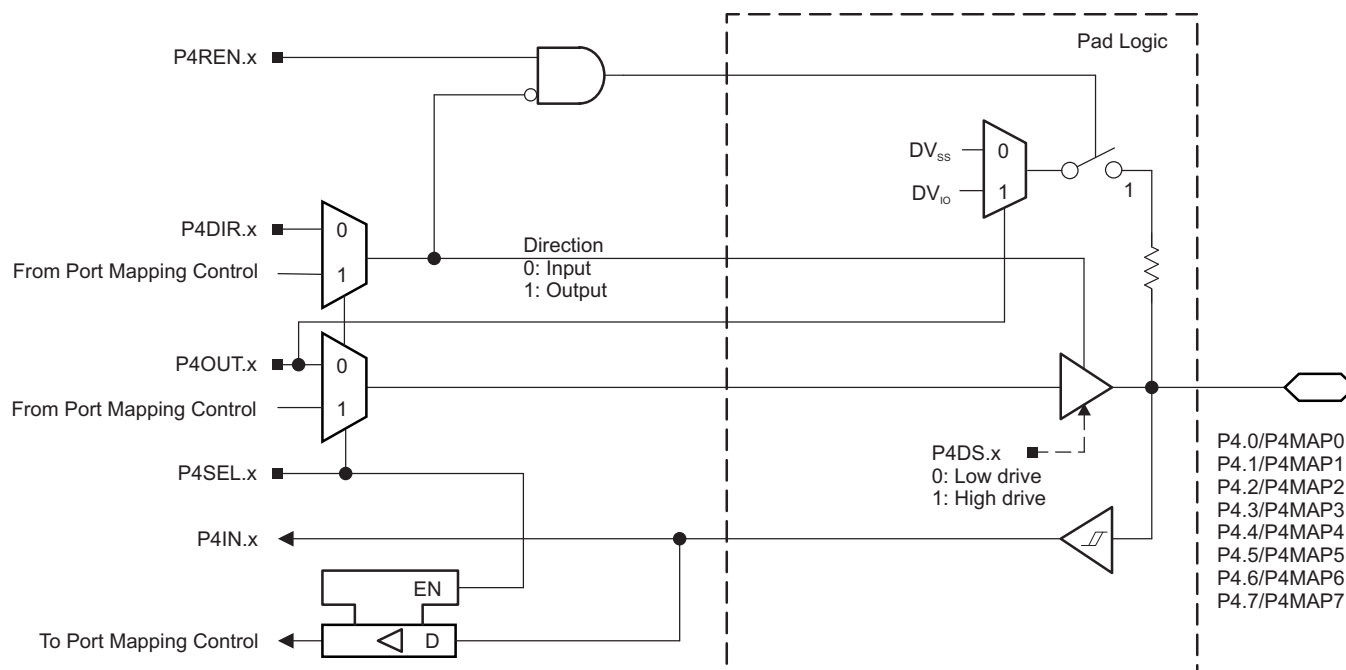 Pad Logic
P4REN.x
DVSS
0
DVIO
1
1
P4DIR.x
0
From Port Mapping Control
1
Direction
0: Input
1: Output
P4OUT.x
0
From Port Mapping Control
1
P4SEL.x
P4DS.x
0: Low drive
1: High drive
P4.0/P4MAP0
P4.1/P4MAP1
P4.2/P4MAP2
P4.3/P4MAP3
P4.4/P4MAP4
P4.5/P4MAP5
P4.6/P4MAP6
P4.7/P4MAP7
P4IN.x
EN
To Port Mapping Control
D